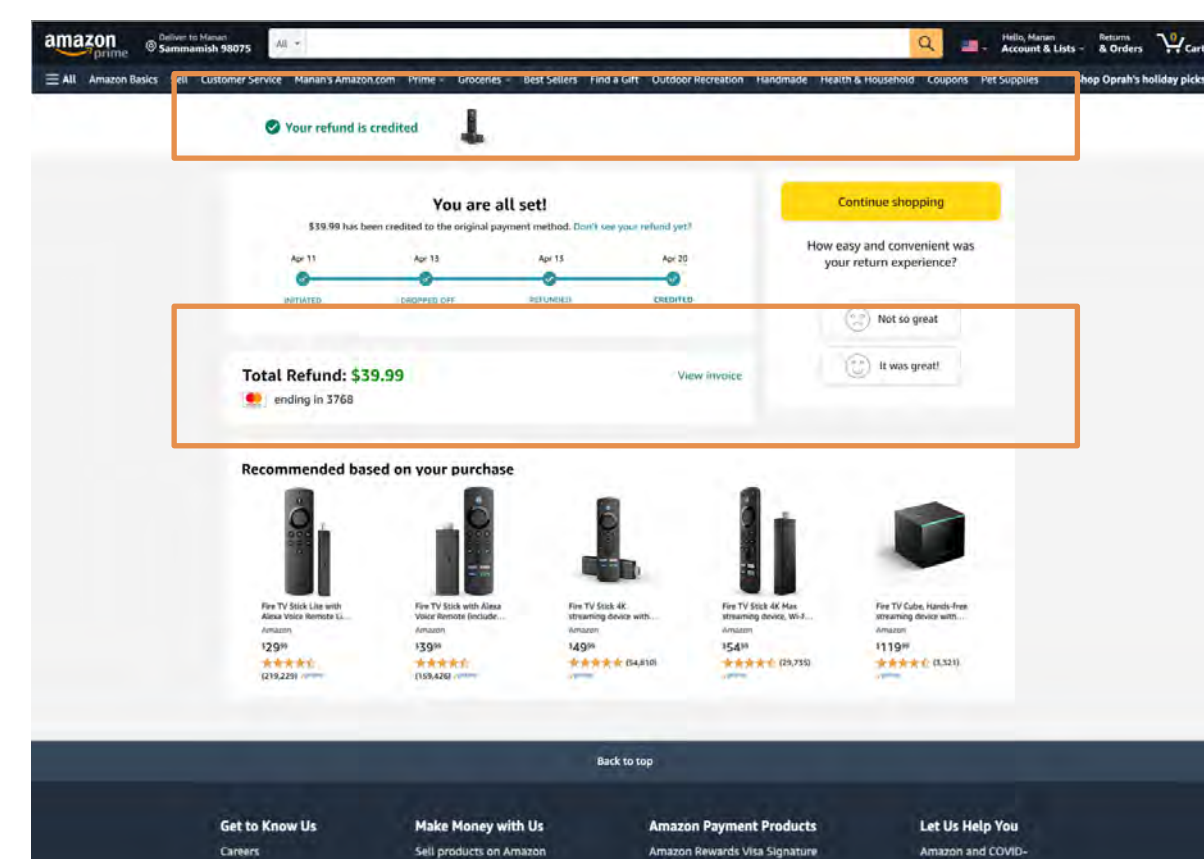 amazon prime
Deliver to Manan
Sammamish 98075
All
Hello, Manan
Account & Lists
Returns
& Orders
0
Cart
All Amazon Basics Sell Customer Service Manan's Amazon.com Prime Groceries Best Sellers Find a Gift Outdoor Recreation Handmade Health & Household Coupons Pet Supplies hop Oprah's holiday picks
Your refund is credited
You are all set!
$39.99 has been credited to the original payment method. Don't see your refund yet?
Apr 11 Apr 13 Apr 15 Apr 20
INITIATED DROPPED OFF REFUNDED CREDITED
Continue shopping
How easy and convenient was
your return experience?
Not so great
It was great!
Total Refund: $39.99
View invoice
ending in 3768
Recommended based on your purchase
Fire TV Stick Lite with
Alexa Voice Remote Li...
Amazon
$2999
(219,229) prime
Fire TV Stick with Alexa
Voice Remote (include...
Amazon
$3999
(159,426) prime
Fire TV Stick 4K
streaming device with...
Amazon
$4999
(54,810)
prime
Fire TV Stick 4K Max
streaming device, Wi-F...
Amazon
$5499
(29,735)
prime
Fire TV Cube, Hands-free
streaming device with...
Amazon
$11999
(3,321)
prime
Back to top
Get to Know Us
Careers
Make Money with Us
Sell products on Amazon
Amazon Payment Products
Amazon Rewards Visa Signature
Let Us Help You
Amazon and COVID-